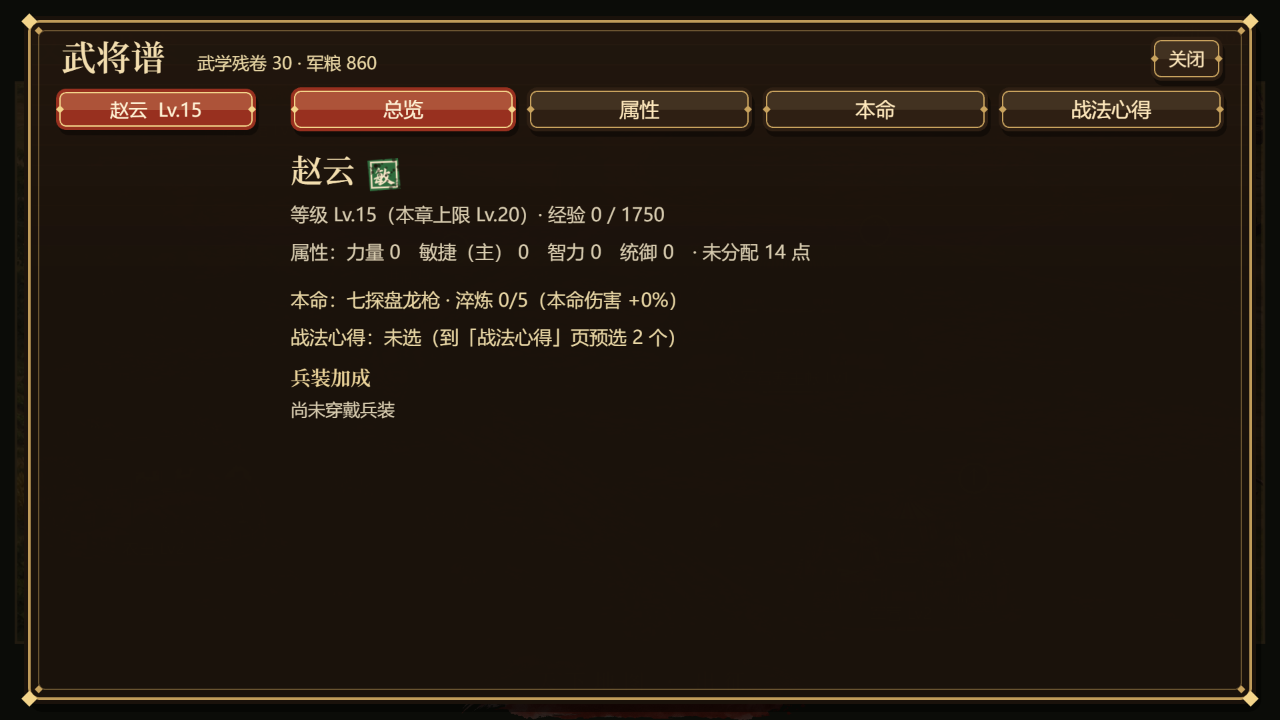 武将谱 武学残卷 30 · 军粮 860 关闭
赵云 Lv.15 总览 属性 本命 战法心得
赵云 敏
等级 Lv.15（本章上限 Lv.20）· 经验 0 / 1750
属性：力量 0 敏捷（主） 0 智力 0 统御 0 · 未分配 14 点
本命：七探盘龙枪 · 淬炼 0/5（本命伤害 +0%）
战法心得：未选（到「战法心得」页预选 2 个）
兵装加成
尚未穿戴兵装